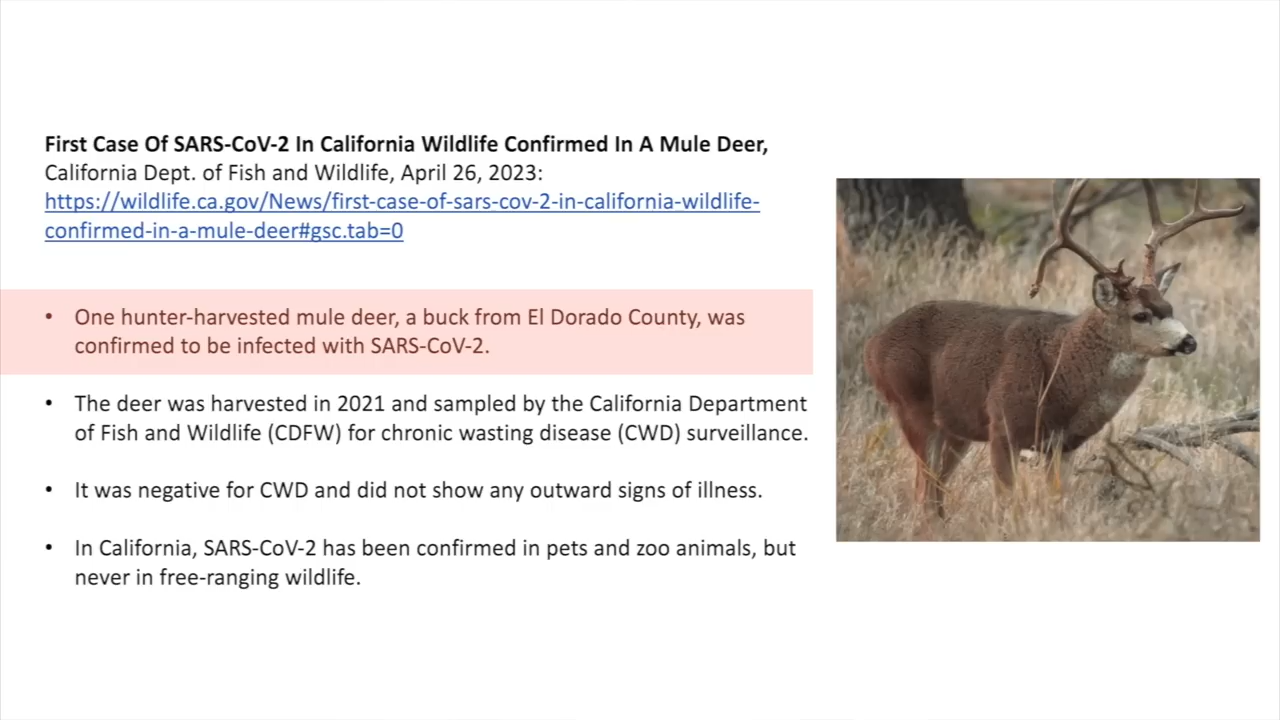 First Case Of SARS-CoV-2 In California Wildlife Confirmed In A Mule Deer,
California Dept. of Fish and Wildlife, April 26, 2023:
https://wildlife.ca.gov/News/first-case-of-sars-cov-2-in-california-wildlife-
confirmed-in-a-mule-deer#gsc.tab=0
• One hunter-harvested mule deer, a buck from El Dorado County, was
confirmed to be infected with SARS-CoV-2.
• The deer was harvested in 2021 and sampled by the California Department
of Fish and Wildlife (CDFW) for chronic wasting disease (CWD) surveillance.
• It was negative for CWD and did not show any outward signs of illness.
• In California, SARS-CoV-2 has been confirmed in pets and zoo animals, but
never in free-ranging wildlife.